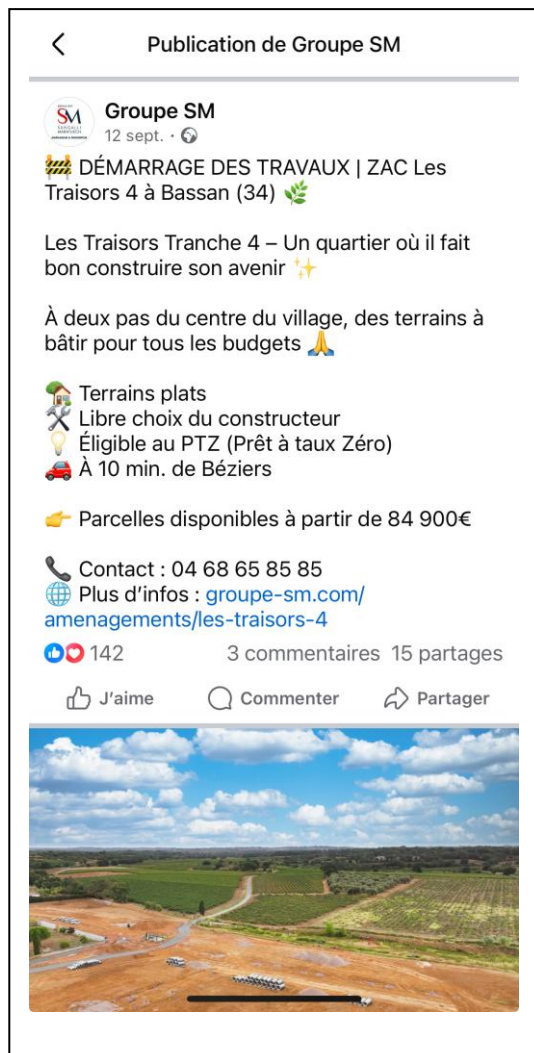 Publication de Groupe SM
SM
Groupe SM
12 sept. ·
🚧 DÉMARRAGE DES TRAVAUX | ZAC Les
Traisors 4 à Bassan (34) 🌿
Les Traisors Tranche 4 – Un quartier où il fait
bon construire son avenir ✨
À deux pas du centre du village, des terrains à
bâtir pour tous les budgets 🙏
🏡 Terrains plats
🛠️ Libre choix du constructeur
💡 Éligible au PTZ (Prêt à taux Zéro)
🚗 À 10 min. de Béziers
👉 Parcelles disponibles à partir de 84 900€
📞 Contact : 04 68 65 85 85
🌐 Plus d'infos : groupe-sm.com/
amenagements/les-traisors-4
142 3 commentaires 15 partages
J'aime Commenter Partager